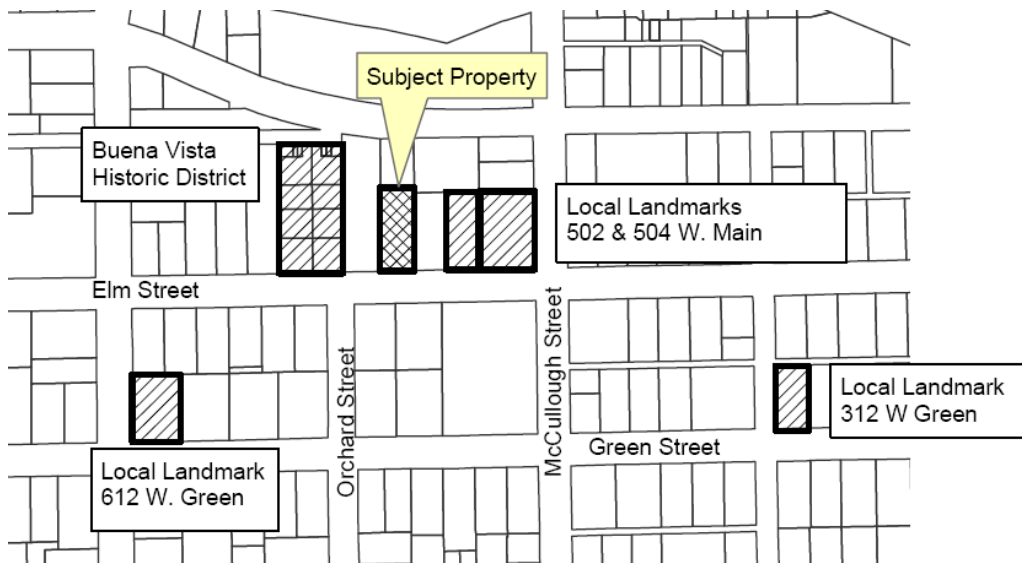 Subject Property
Buena Vista
Historic District
Local Landmarks
502 & 504 W. Main
Elm Street
Orchard Street
McCullough Street
Local Landmark
312 W Green
Green Street
Local Landmark
612 W. Green